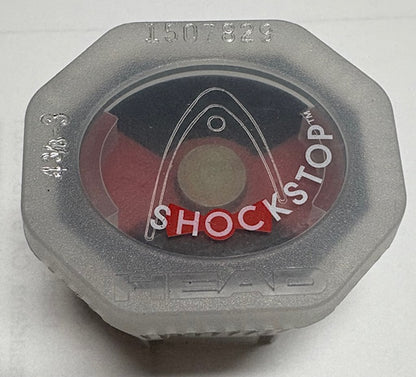 1507829
4 3/8-3
SHOCKSTOP™
HEAD